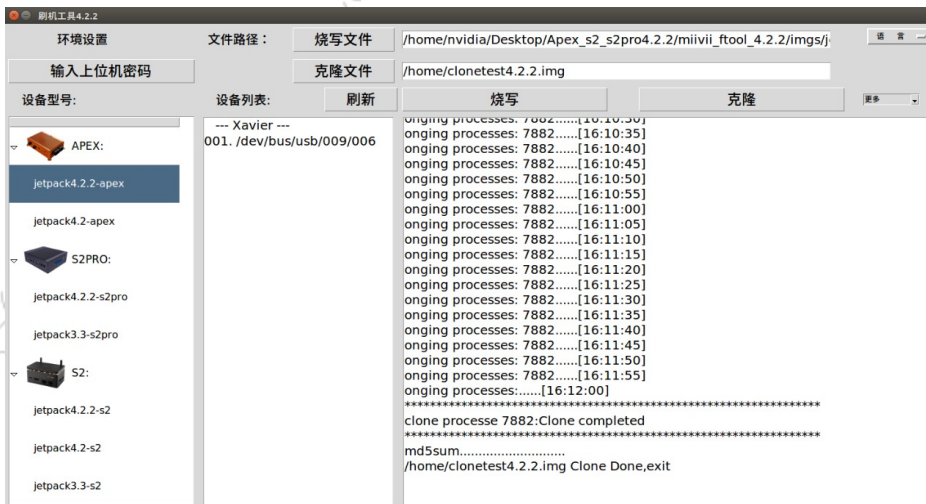 刷机工具4.2.2
环境设置
文件路径：
烧写文件
/home/nvidia/Desktop/Apex_s2_s2pro4.2.2/miivii_ftool_4.2.2/imgs/j
语 言
输入上位机密码
克隆文件
/home/clonetest4.2.2.img
设备型号:
设备列表:
刷新
烧写
克隆
更多
APEX:
jetpack4.2.2-apex
jetpack4.2-apex
S2PRO:
jetpack4.2.2-s2pro
jetpack3.3-s2pro
S2:
jetpack4.2.2-s2
jetpack4.2-s2
jetpack3.3-s2
--- Xavier ---
001. /dev/bus/usb/009/006
onging processes: 7882......[16:10:30]
onging processes: 7882......[16:10:35]
onging processes: 7882......[16:10:40]
onging processes: 7882......[16:10:45]
onging processes: 7882......[16:10:50]
onging processes: 7882......[16:10:55]
onging processes: 7882......[16:11:00]
onging processes: 7882......[16:11:05]
onging processes: 7882......[16:11:10]
onging processes: 7882......[16:11:15]
onging processes: 7882......[16:11:20]
onging processes: 7882......[16:11:25]
onging processes: 7882......[16:11:30]
onging processes: 7882......[16:11:35]
onging processes: 7882......[16:11:40]
onging processes: 7882......[16:11:45]
onging processes: 7882......[16:11:50]
onging processes: 7882......[16:11:55]
onging processes:......[16:12:00]
******************************************************************
clone processe 7882:Clone completed
******************************************************************
md5sum............................
/home/clonetest4.2.2.img Clone Done,exit